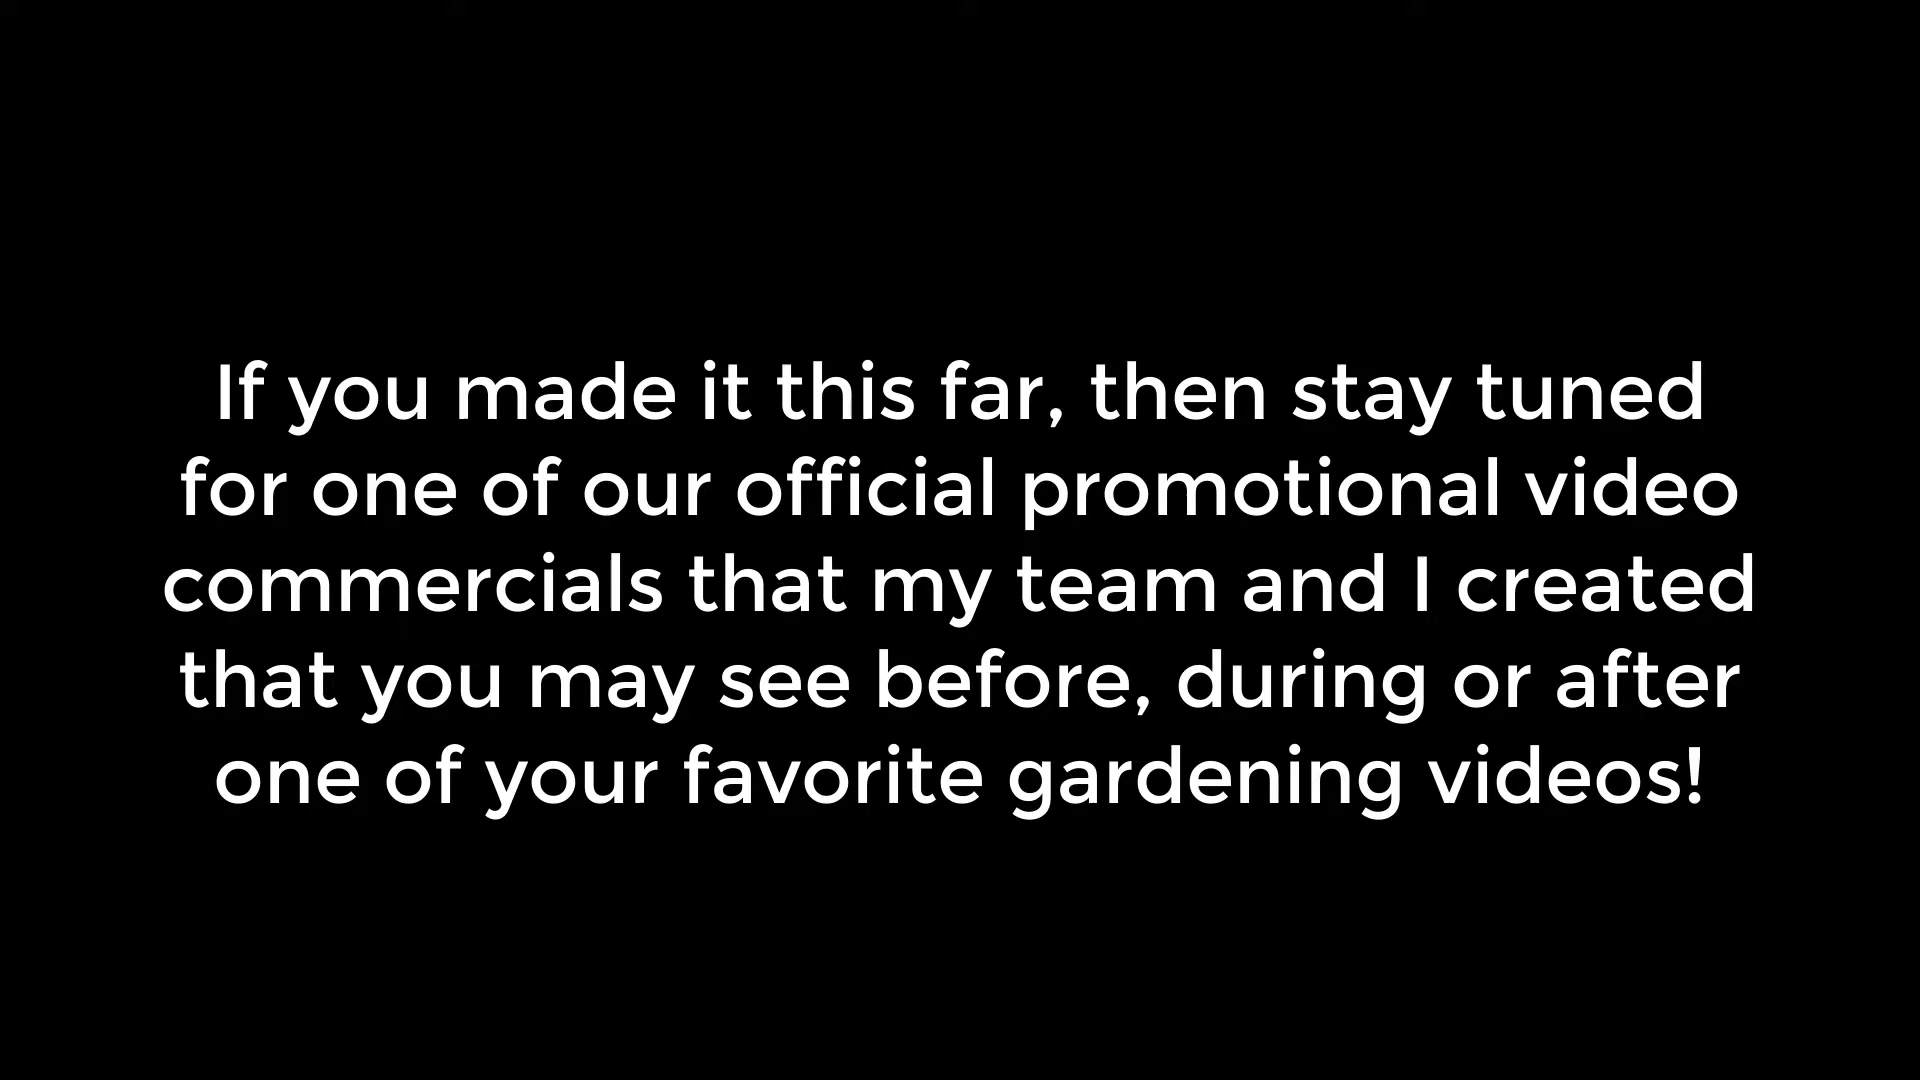 If you made it this far, then stay tuned
for one of our official promotional video
commercials that my team and I created
that you may see before, during or after
one of your favorite gardening videos!